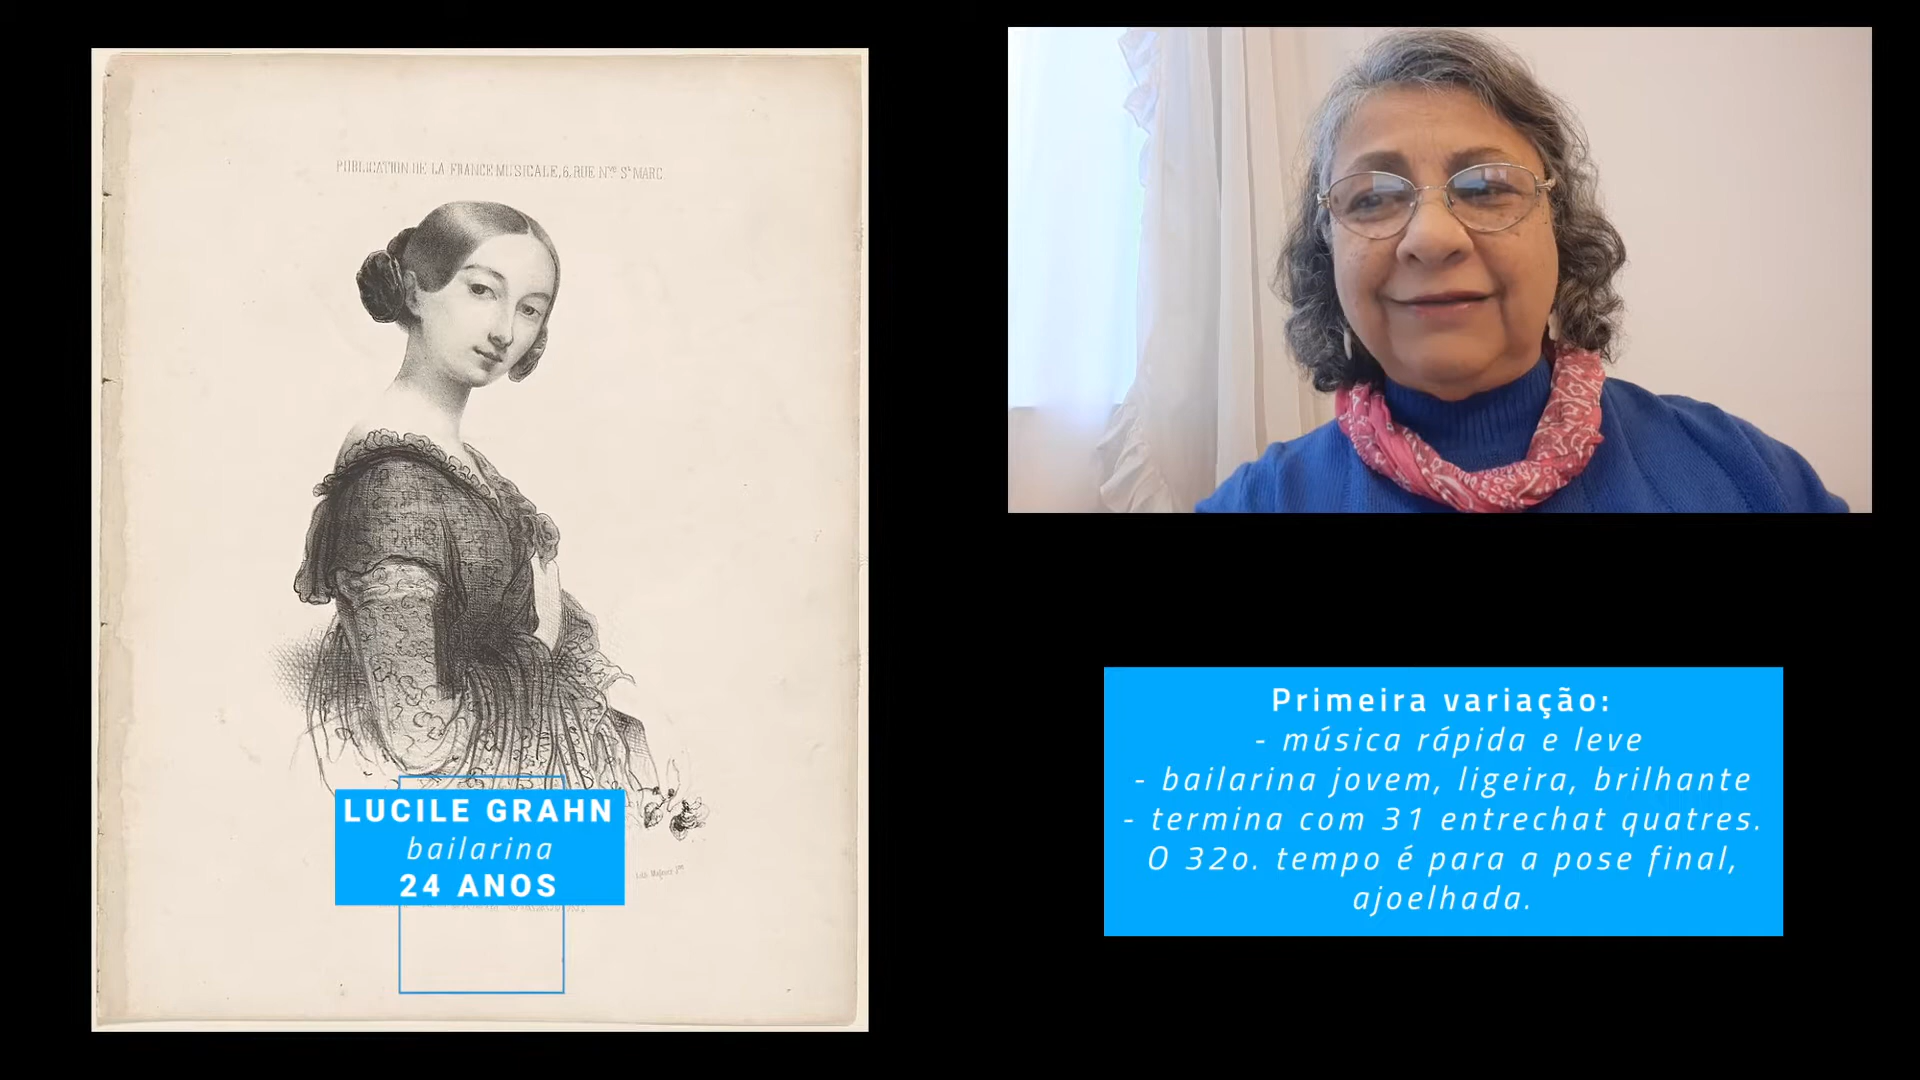 PUBLICATION DE LA FRANCE MUSICALE, 6, RUE Nve St MARC.
LUCILE GRAHN
bailarina
24 ANOS
Primeira variação:
- música rápida e leve
- bailarina jovem, ligeira, brilhante
- termina com 31 entrechat quatres.
O 32o. tempo é para a pose final,
ajoelhada.